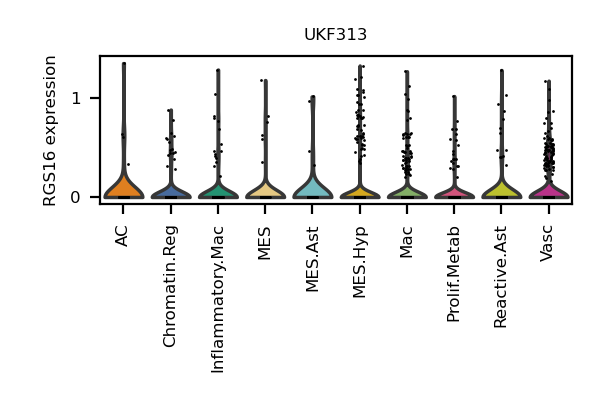 UKF313
RGS16 expression
1
0
AC
Chromatin.Reg
Inflammatory.Mac
MES
MES.Ast
MES.Hyp
Mac
Prolif.Metab
Reactive.Ast
Vasc